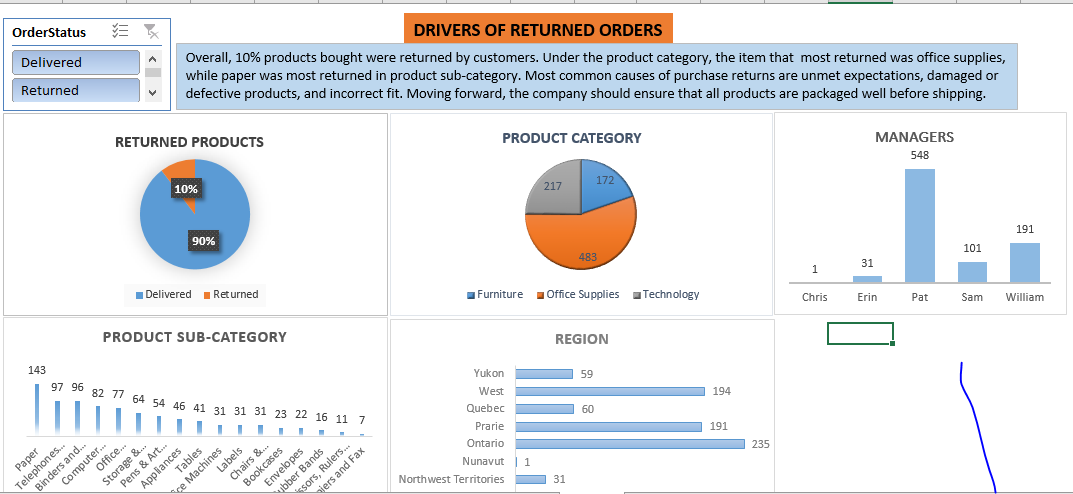 OrderStatus
Delivered
Returned
DRIVERS OF RETURNED ORDERS
Overall, 10% products bought were returned by customers. Under the product category, the item that most returned was office supplies,
while paper was most returned in product sub-category. Most common causes of purchase returns are unmet expectations, damaged or
defective products, and incorrect fit. Moving forward, the company should ensure that all products are packaged well before shipping.
RETURNED PRODUCTS
10%
90%
Delivered Returned
PRODUCT CATEGORY
217 172
483
Furniture Office Supplies Technology
MANAGERS
548
191
101
31
1
Chris Erin Pat Sam William
PRODUCT SUB-CATEGORY
143
97 96 82 77 64 54 46 41 31 31 31 23 22 16 11 7
Paper
Telephones...
Binders and...
Computer...
Office...
Storage &...
Pens & Art...
Appliances
Tables
ce Machines
Labels
Chairs &...
Bookcases
Envelopes
ubber Bands
ssors, Rulers...
iers and Fax
REGION
Yukon 59
West 194
Quebec 60
Prarie 191
Ontario 235
Nunavut 1
Northwest Territories 31